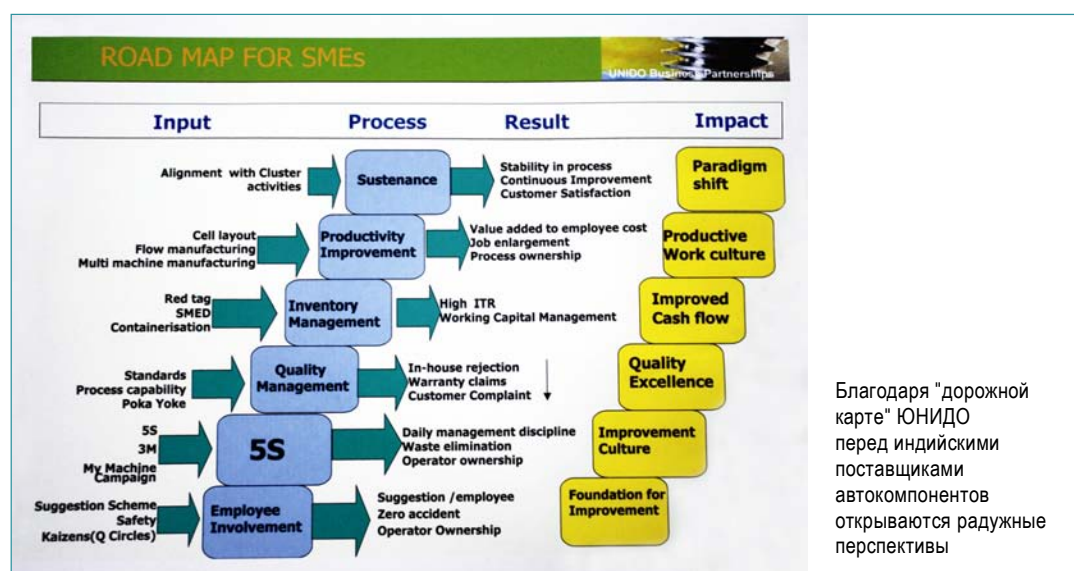 ROAD MAP FOR SMEs
UNIDO Business Partnerships
Input Process Result Impact
Alignment with Cluster
activities
Sustenance
Stability in process
Continuous Improvement
Customer Satisfaction
Paradigm
shift
Cell layout
Flow manufacturing
Multi machine manufacturing
Productivity
Improvement
Value added to employee cost
Job enlargement
Process ownership
Productive
Work culture
Red tag
SMED
Containerisation
Inventory
Management
High ITR
Working Capital Management
Improved
Cash flow
Standards
Process capability
Poka Yoke
Quality
Management
In-house rejection
Warranty claims
Customer Complaint
Quality
Excellence
5S
3M
My Machine
Campaign
5S
Daily management discipline
Waste elimination
Operator ownership
Improvement
Culture
Suggestion Scheme
Safety
Kaizens(Q Circles)
Employee
Involvement
Suggestion /employee
Zero accident
Operator Ownership
Foundation for
Improvement
Благодаря "дорожной
карте" ЮНИДО
перед индийскими
поставщиками
автокомпонентов
открываются радужные
перспективы